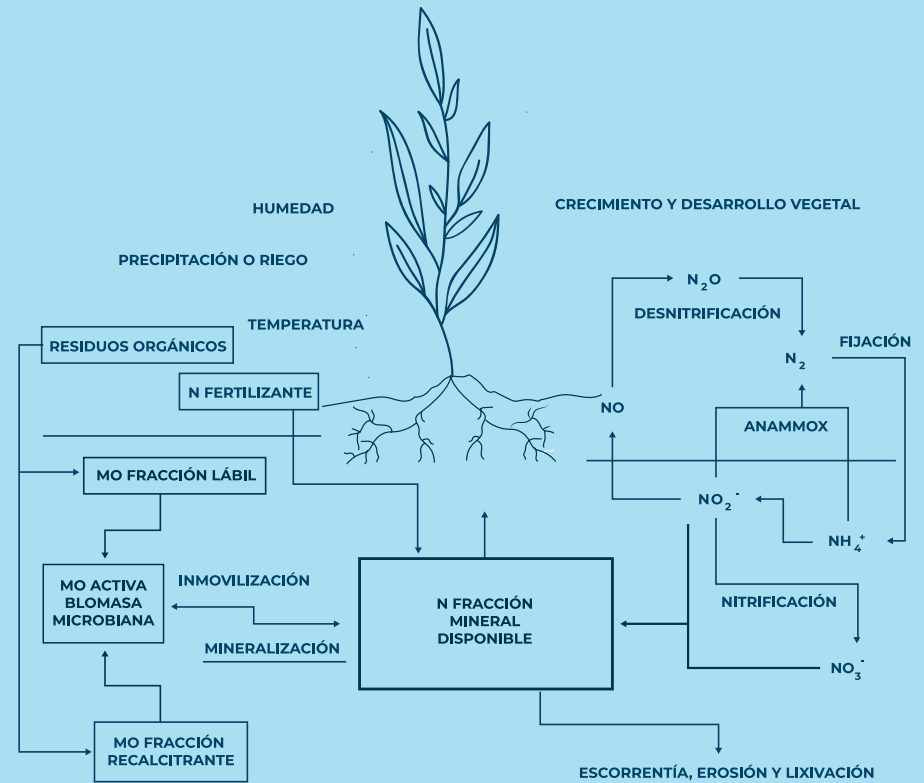 HUMEDAD
CRECIMIENTO Y DESARROLLO VEGETAL
PRECIPITACIÓN O RIEGO
N₂O
DESNITRIFICACIÓN
TEMPERATURA
RESIDUOS ORGÁNICOS
FIJACIÓN
N₂
N FERTILIZANTE
NO
ANAMMOX
MO FRACCIÓN LÁBIL
NO₂⁻
NH₄⁺
INMOVILIZACIÓN
MO ACTIVA
BLOMASA
MICROBIANA
N FRACCIÓN
MINERAL
DISPONIBLE
NITRIFICACIÓN
MINERALIZACIÓN
NO₃⁻
MO FRACCIÓN
RECALCITRANTE
ESCORRENTÍA, EROSIÓN Y LIXIVACIÓN